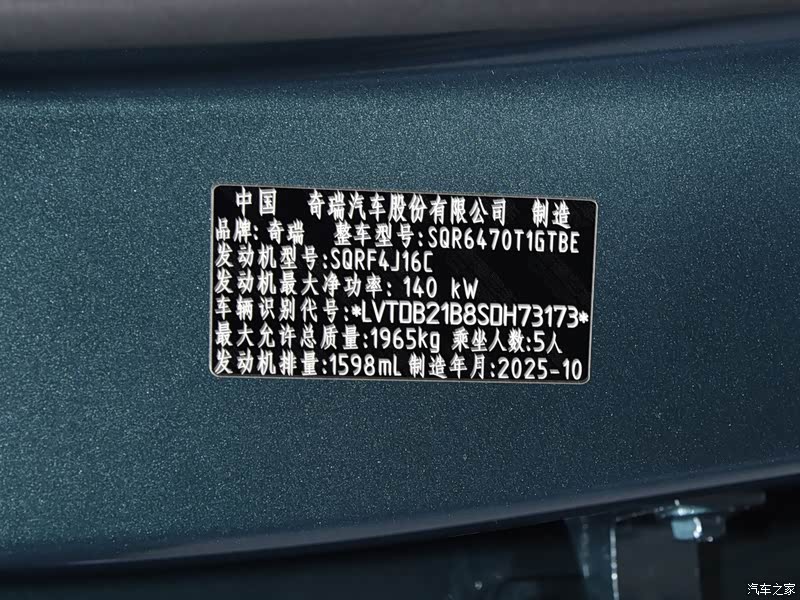 中国 奇瑞汽车股份有限公司 制造
品牌:奇瑞 整车型号:SQR6470T1GTBE
发动机型号:SQRF4J16C
发动机最大净功率: 140 kW
车辆识别代号:*LVTDB21B8SDH73173*
最大允许总质量:1965kg 乘坐人数:5人
发动机排量:1598mL 制造年月:2025-10
汽车之家